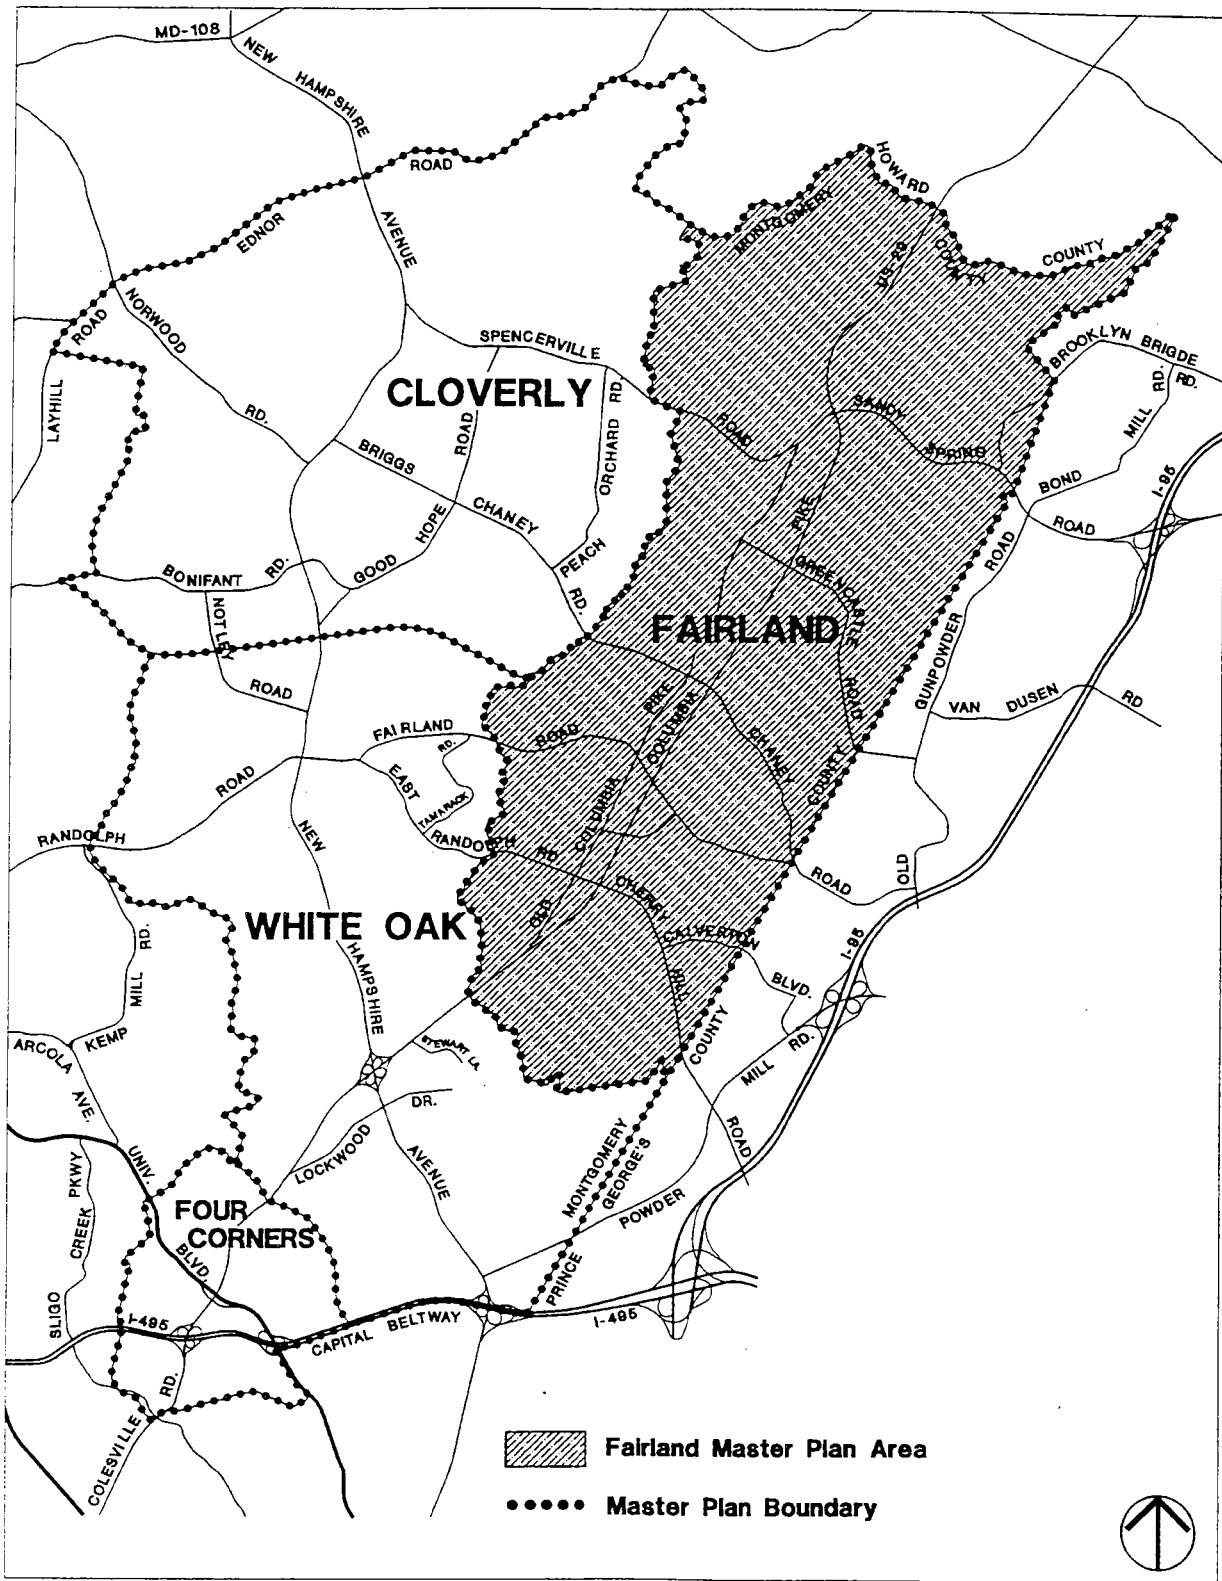 MD-108
NEW
HAMPSHIRE
AVENUE
EDNOR
ROAD
HOWARD
COUNTY
MONTGOMERY
COUNTY
US-29
ROAD
NORWOOD
RD.
LAYHILL
SPENCERVILLE
ROAD
CLOVERLY
BROOKLYN BRIGDE
RD.
BRIGGS
CHANEY
RD.
GOOD
HOPE
ROAD
PEACH
ORCHARD RD.
SANDY
SPRING
ROAD
BOND
MILL
RD.
I-95
PIKE
GREENCASTLE
ROAD
BONIFANT
RD.
NOTLEY
ROAD
FAIRLAND
GUNPOWDER
ROAD
VAN DUSEN
RD
FAIRLAND
ROAD
RD.
TAMARACK
EAST
RANDOLPH
RD
PIKE
COLUMBIA
CHANEY
COUNTY
RANDOLPH
ROAD
NEW
COLUMBIA
OLD
ROAD
OLD
CHERRY
HILL
CALVERTON
BLVD.
I-95
WHITE OAK
HAMPSHIRE
MILL
RD.
KEMP
ARCOLA
AVE.
STEWART LA.
COUNTY
MILL
RD.
UNIV.
LOCKWOOD
DR.
AVENUE
MONTGOMERY
GEORGE'S
POWDER
ROAD
FOUR
CORNERS
BLVD.
SLIGO
CREEK
PKWY
PRINCE
I-495
CAPITAL
BELTWAY
I-495
RD.
COLESVILLE
Fairland Master Plan Area
Master Plan Boundary